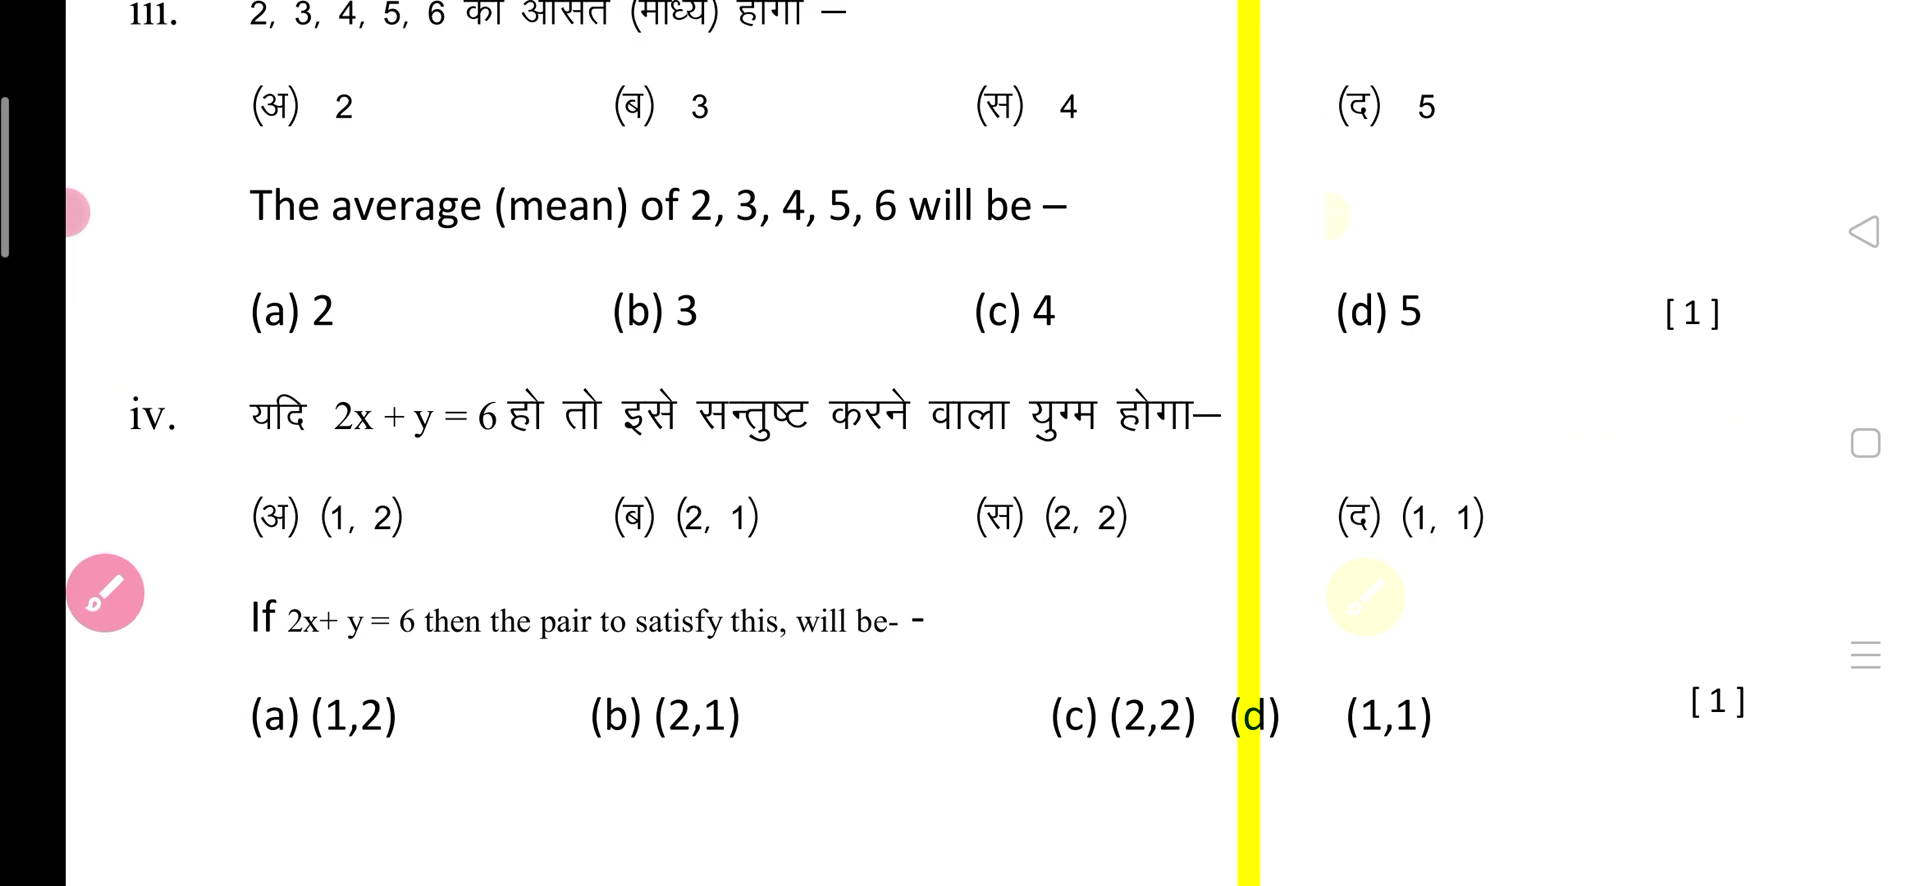 iii. 2, 3, 4, 5, 6 का औसत (माध्य) होगा –
(अ) 2 (ब) 3 (स) 4 (द) 5
The average (mean) of 2, 3, 4, 5, 6 will be –
(a) 2 (b) 3 (c) 4 (d) 5 [ 1 ]
iv. यदि 2x + y = 6 हो तो इसे सन्तुष्ट करने वाला युग्म होगा–
(अ) (1, 2) (ब) (2, 1) (स) (2, 2) (द) (1, 1)
If 2x+ y = 6 then the pair to satisfy this, will be- -
(a) (1,2) (b) (2,1) (c) (2,2) (d) (1,1) [ 1 ]